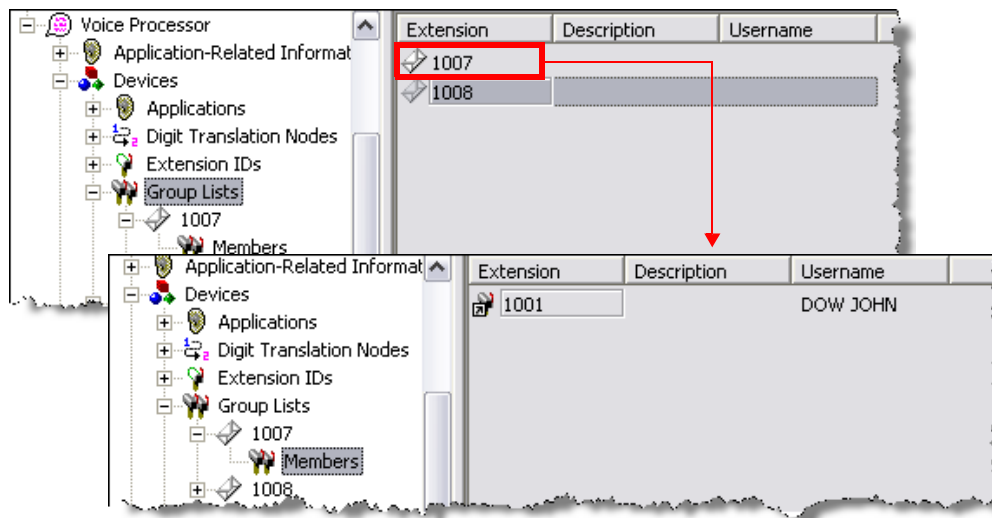 Voice Processor
Application-Related Informat
Devices
Applications
Digit Translation Nodes
Extension IDs
Group Lists
1007
Members
Extension Description Username
1007
1008
Application-Related Informat
Devices
Applications
Digit Translation Nodes
Extension IDs
Group Lists
1007
Members
1008
Extension Description Username
1001 DOW JOHN